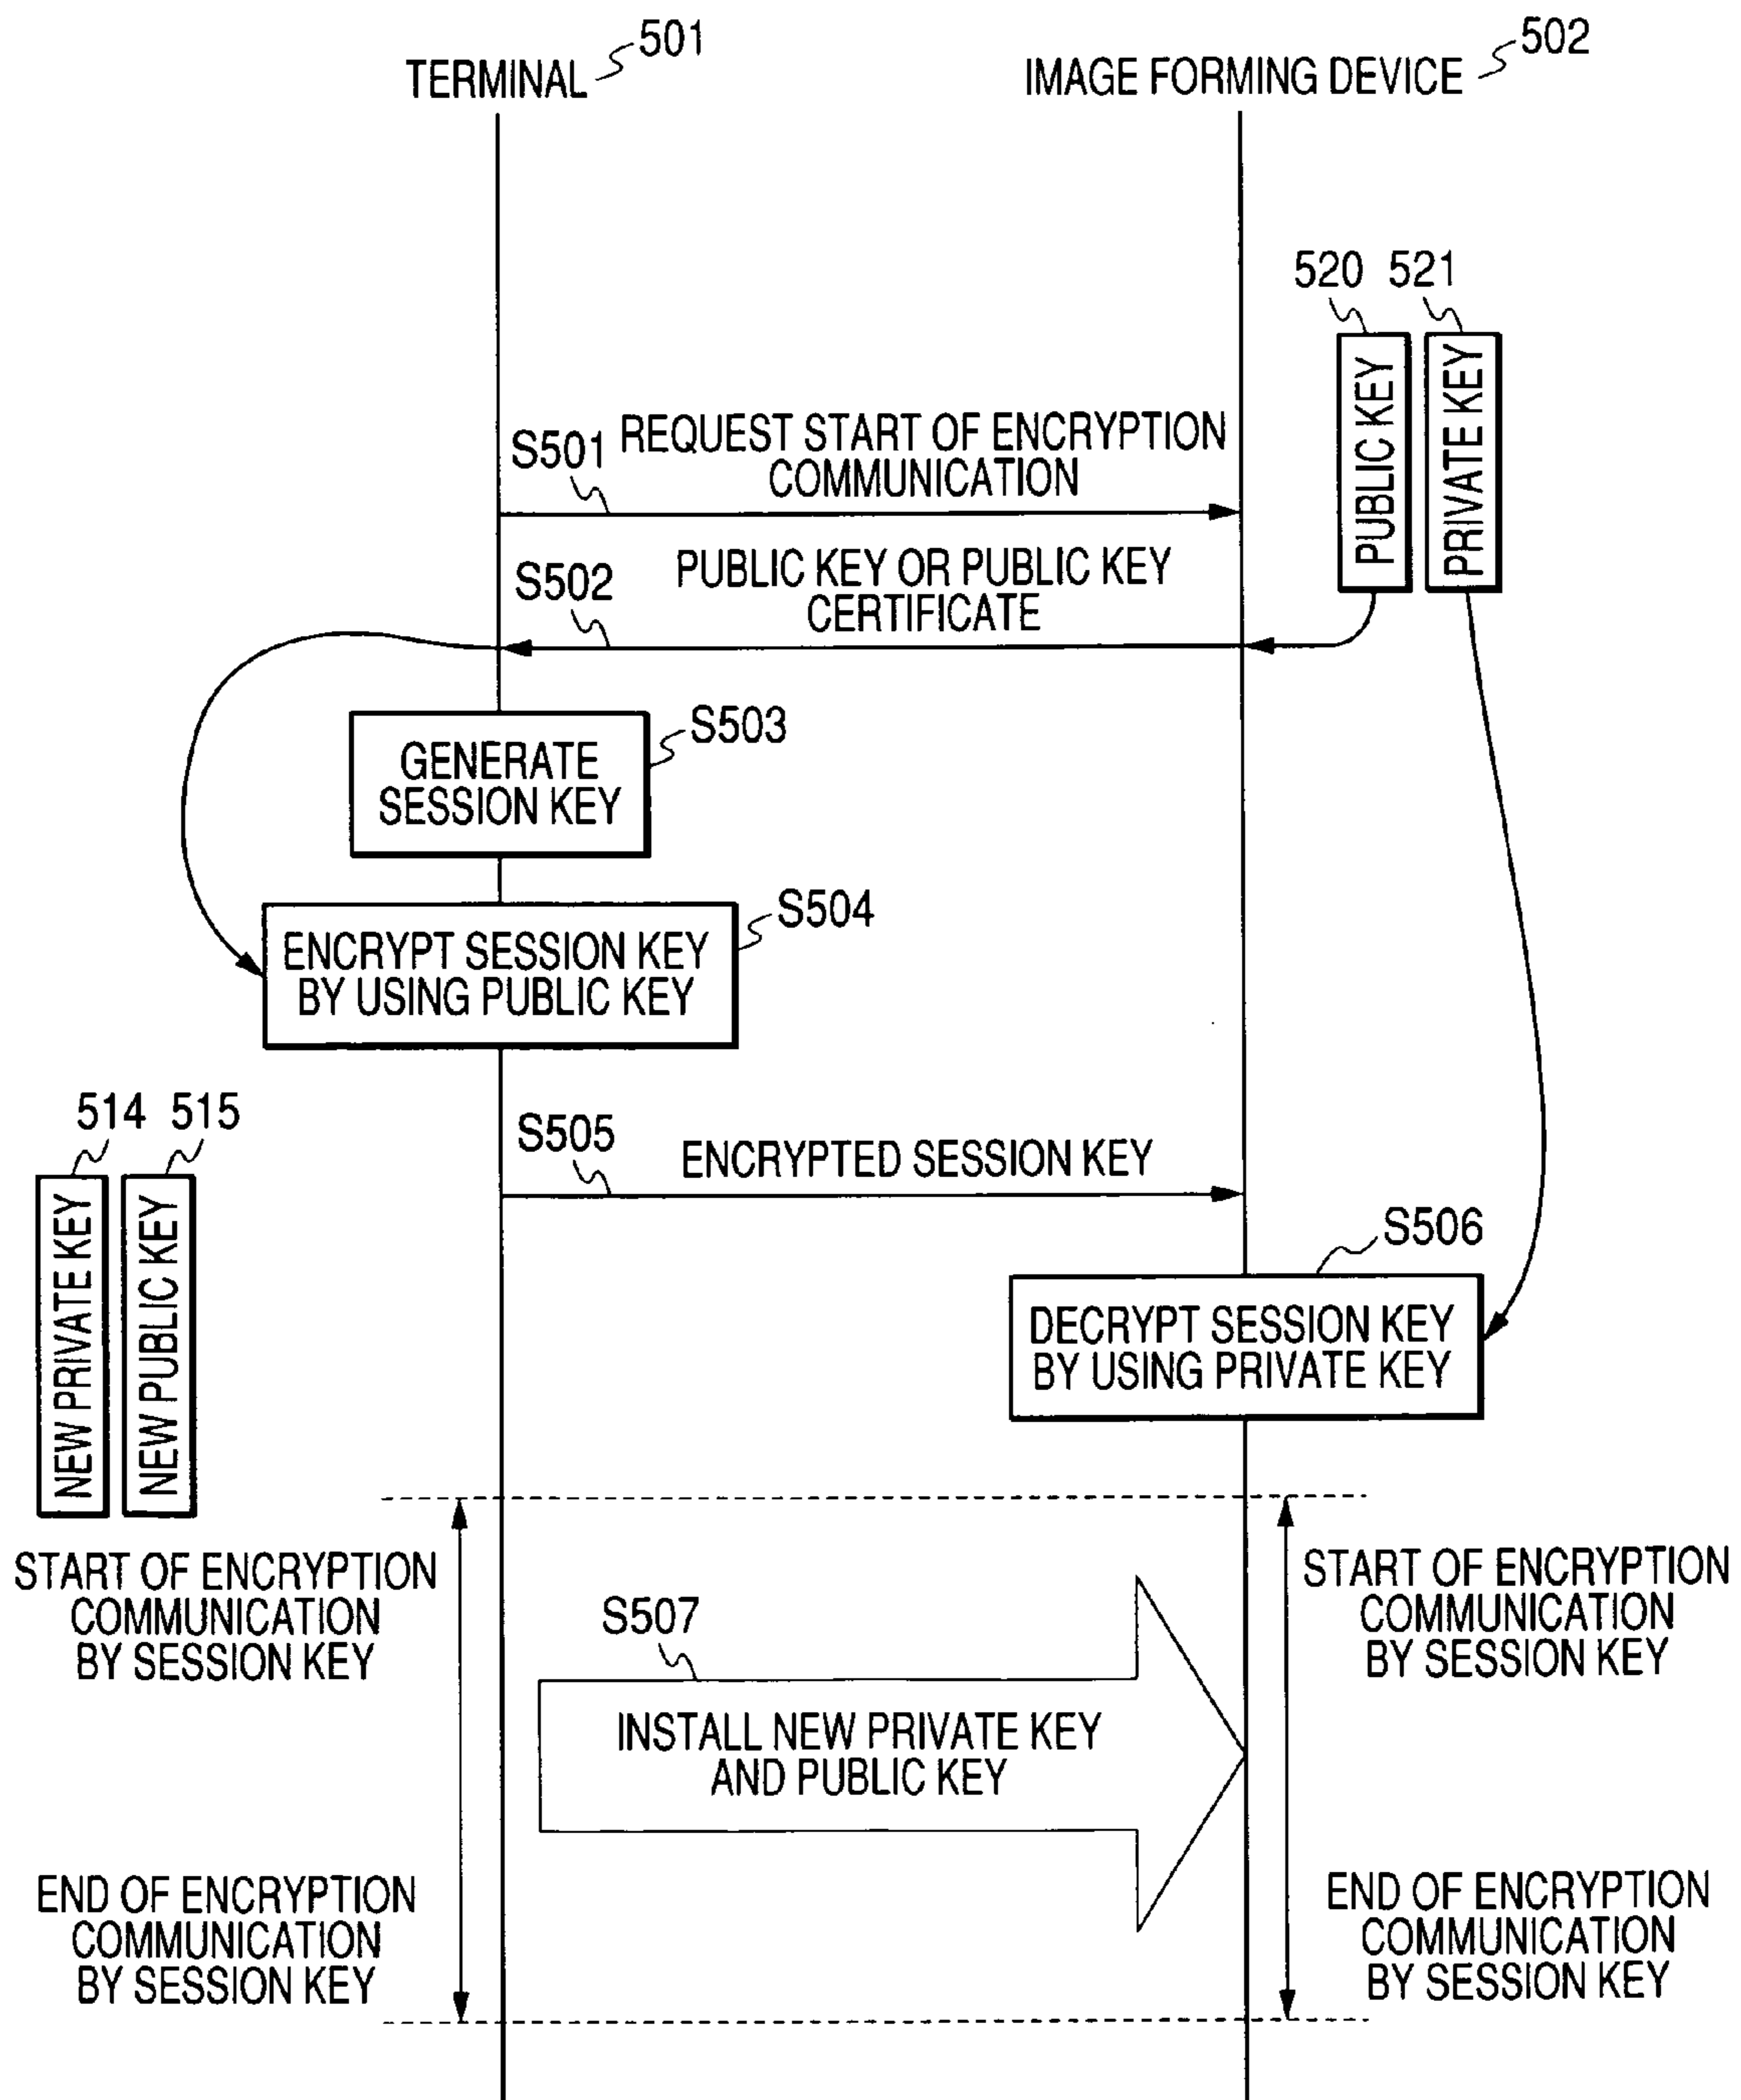 501
TERMINAL
502
IMAGE FORMING DEVICE
520
521
PUBLIC KEY
PRIVATE KEY
S501
REQUEST START OF ENCRYPTION
COMMUNICATION
S502
PUBLIC KEY OR PUBLIC KEY
CERTIFICATE
S503
GENERATE
SESSION KEY
S504
ENCRYPT SESSION KEY
BY USING PUBLIC KEY
514
515
NEW PRIVATE KEY
NEW PUBLIC KEY
S505
ENCRYPTED SESSION KEY
S506
DECRYPT SESSION KEY
BY USING PRIVATE KEY
START OF ENCRYPTION
COMMUNICATION
BY SESSION KEY
START OF ENCRYPTION
COMMUNICATION
BY SESSION KEY
S507
INSTALL NEW PRIVATE KEY
AND PUBLIC KEY
END OF ENCRYPTION
COMMUNICATION
BY SESSION KEY
END OF ENCRYPTION
COMMUNICATION
BY SESSION KEY